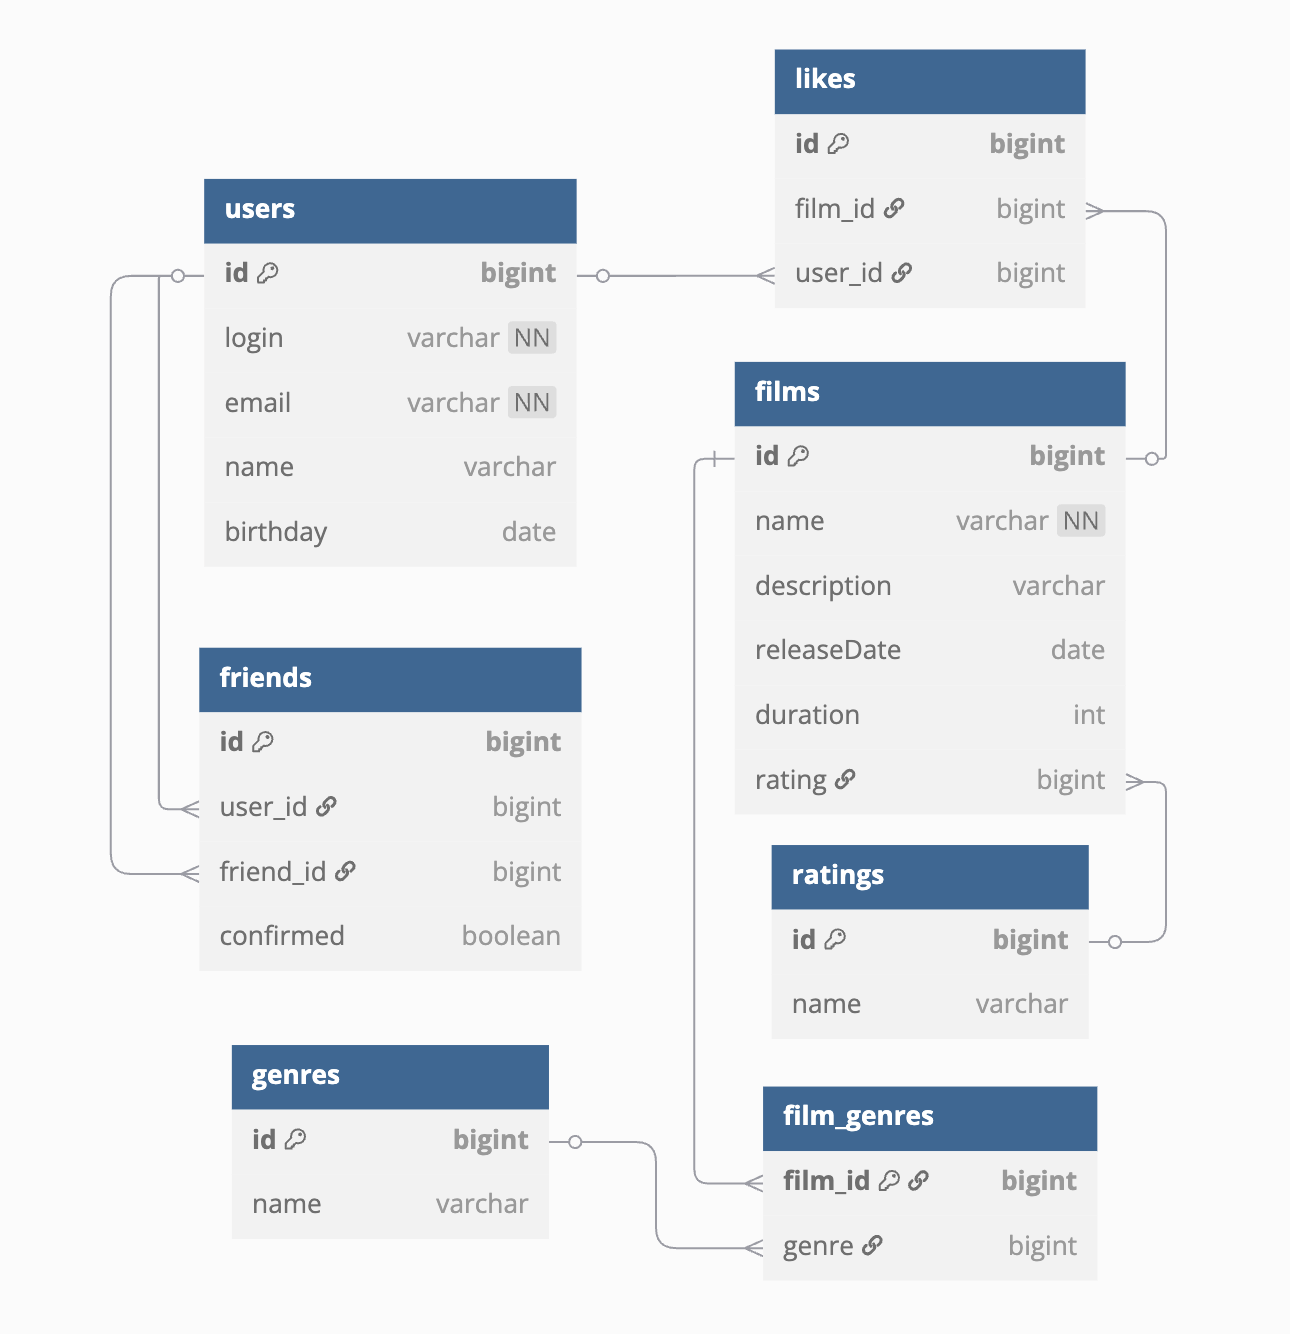 likes
id bigint
film_id bigint
user_id bigint
users
id bigint
login varchar NN
email varchar NN
name varchar
birthday date
films
id bigint
name varchar NN
description varchar
releaseDate date
duration int
rating bigint
friends
id bigint
user_id bigint
friend_id bigint
confirmed boolean
ratings
id bigint
name varchar
genres
id bigint
name varchar
film_genres
film_id bigint
genre bigint